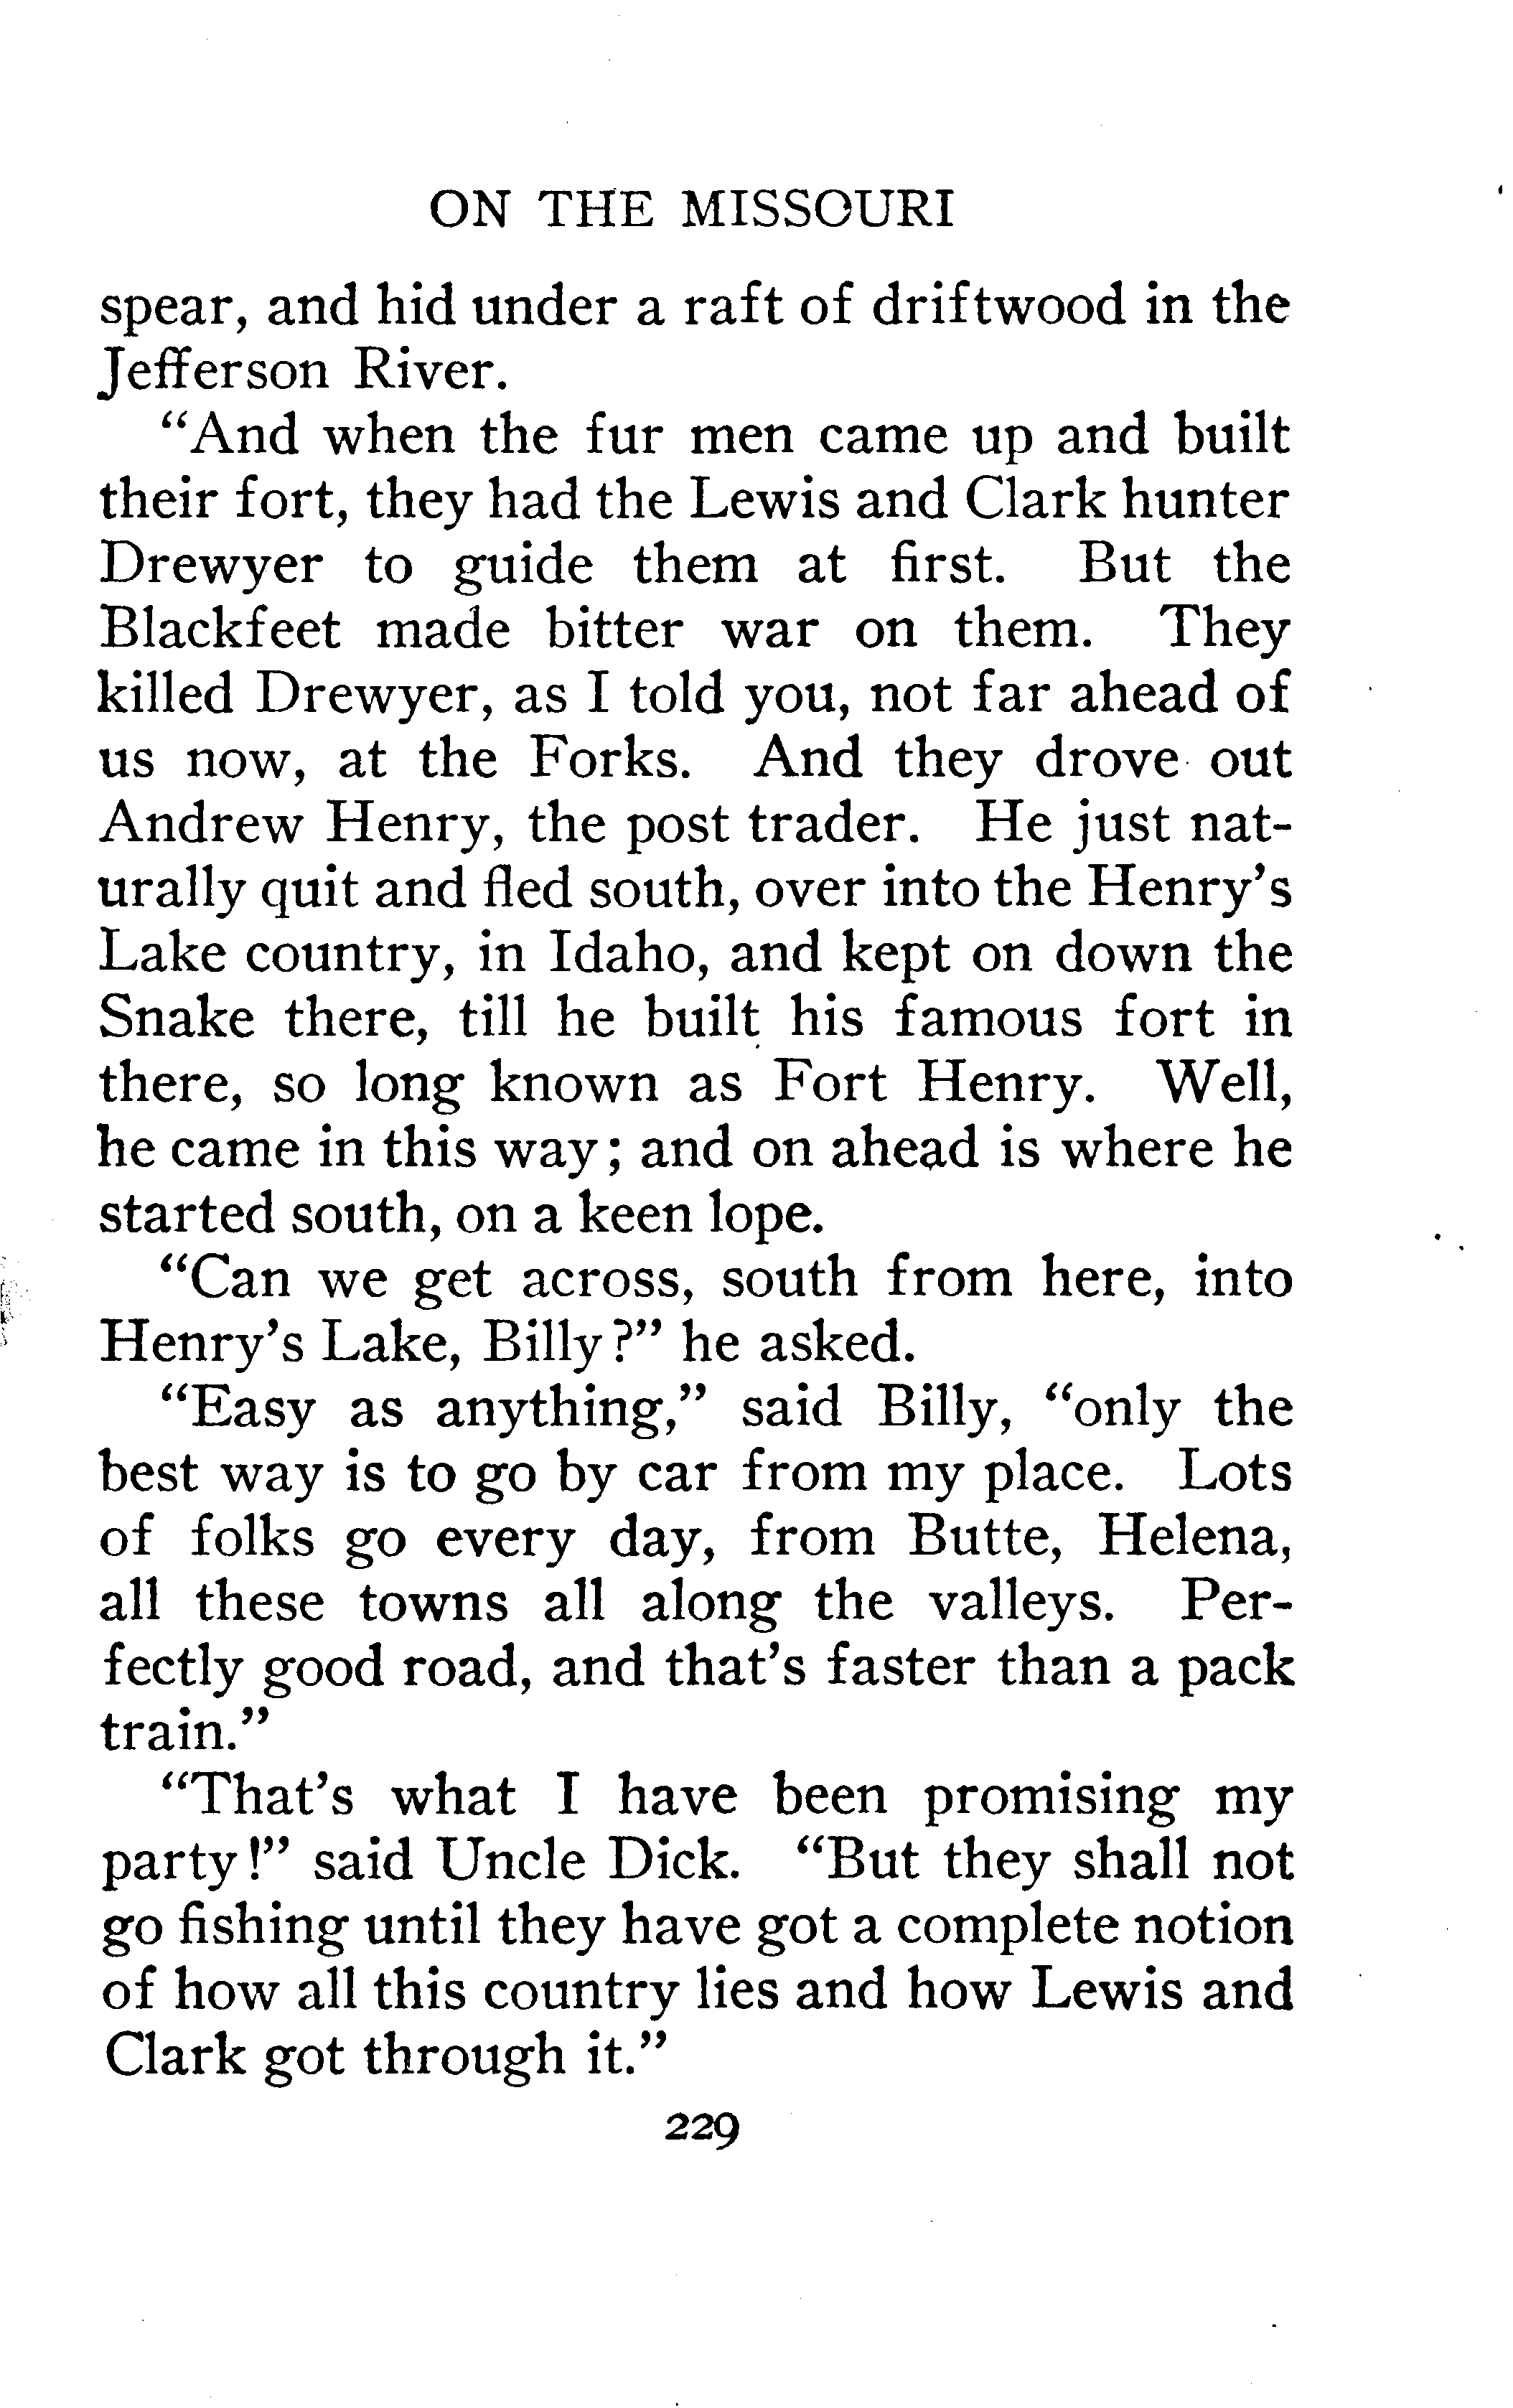 ON THE MISSOURI
spear, and hid under a raft of driftwood in the
Jefferson River.
"And when the fur men came up and built
their fort, they had the Lewis and Clark hunter
Drewyer to guide them at first. But the
Blackfeet made bitter war on them. They
killed Drewyer, as I told you, not far ahead of
us now, at the Forks. And they drove out
Andrew Henry, the post trader. He just nat-
urally quit and fled south, over into the Henry's
Lake country, in Idaho, and kept on down the
Snake there, till he built his famous fort in
there, so long known as Fort Henry. Well,
he came in this way; and on ahead is where he
started south, on a keen lope.
"Can we get across, south from here, into
Henry's Lake, Billy?" he asked.
"Easy as anything," said Billy, "only the
best way is to go by car from my place. Lots
of folks go every day, from Butte, Helena,
all these towns all along the valleys. Per-
fectly good road, and that's faster than a pack
train."
"That's what I have been promising my
party!" said Uncle Dick. "But they shall not
go fishing until they have got a complete notion
of how all this country lies and how Lewis and
Clark got through it."
229